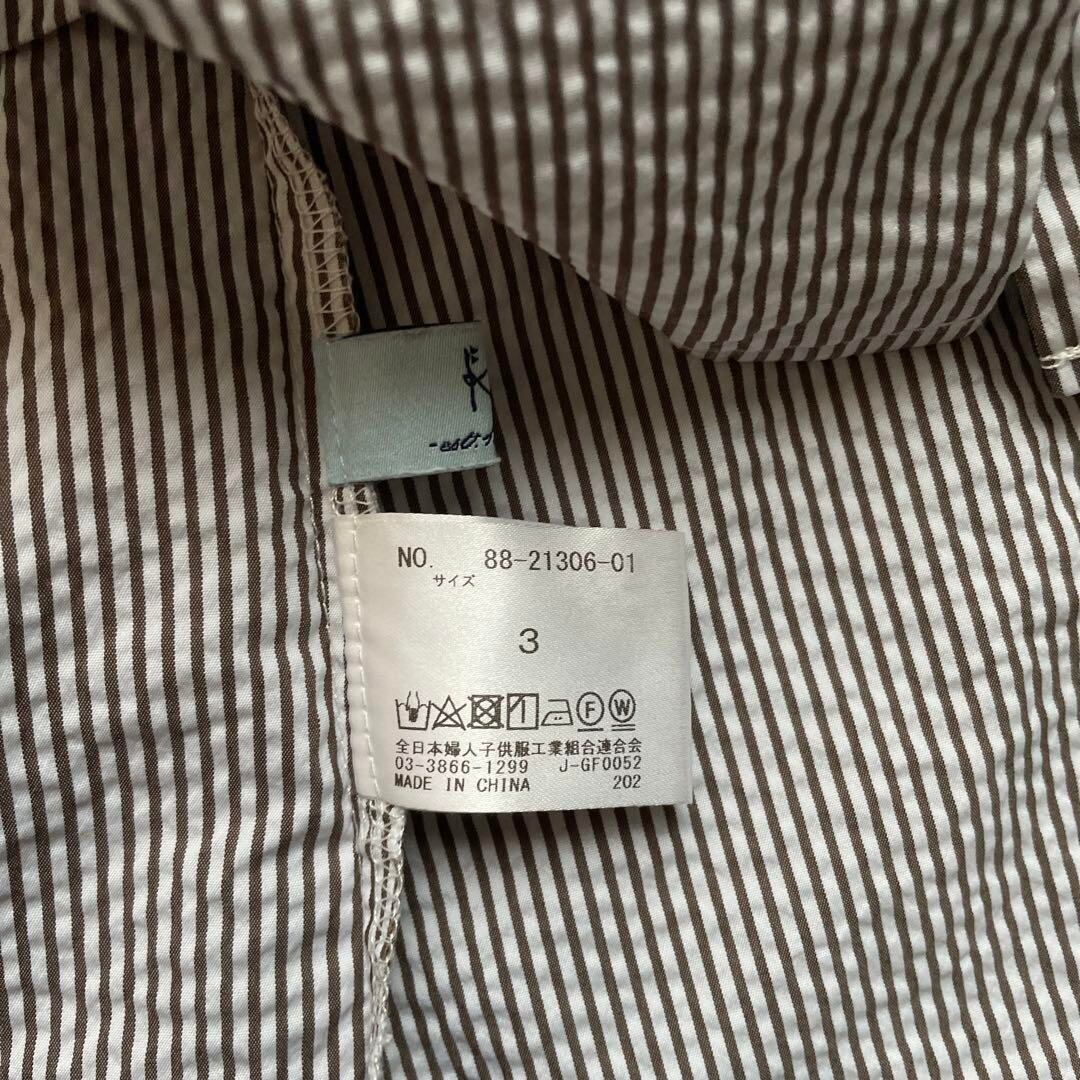 NO. 88-21306-01
サイズ
3
F W
全日本婦人子供服工業組合連合会
03-3866-1299 J-GF0052
MADE IN CHINA 202